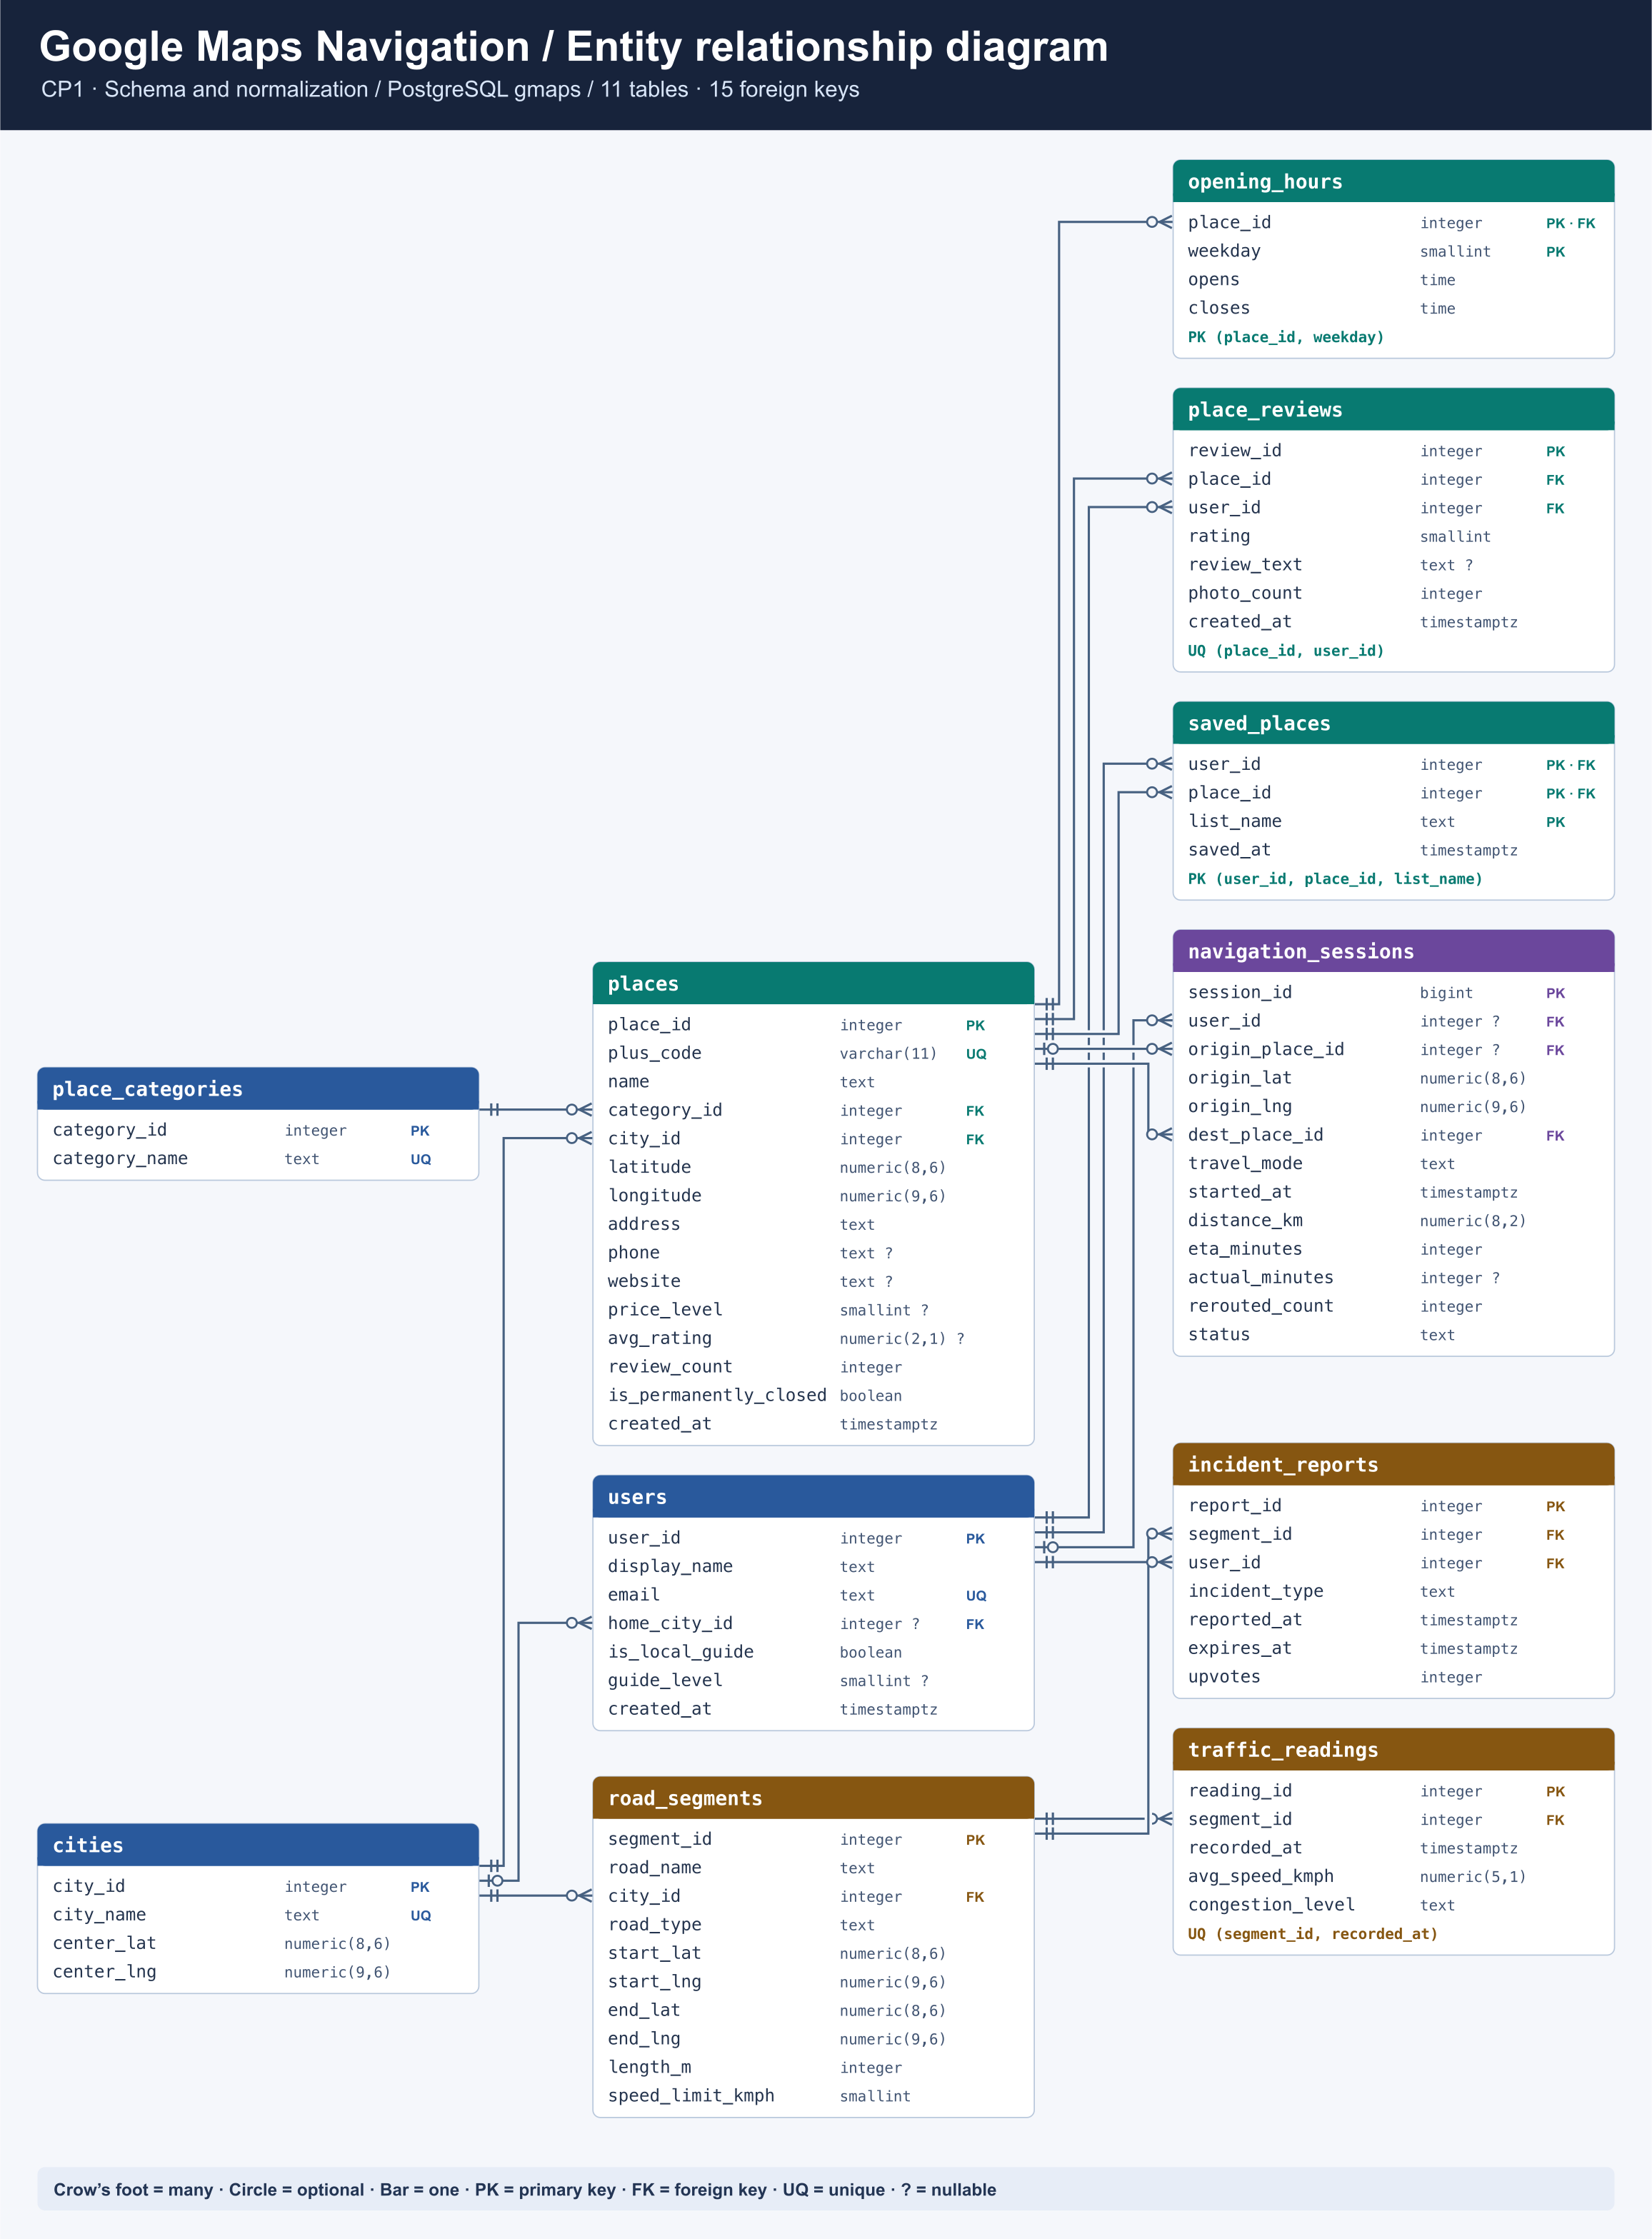 Google Maps Navigation / Entity relationship diagram
CP1 · Schema and normalization / PostgreSQL gmaps / 11 tables · 15 foreign keys
opening_hours
place_id integer PK · FK
weekday smallint PK
opens time
closes time
PK (place_id, weekday)
place_reviews
review_id integer PK
place_id integer FK
user_id integer FK
rating smallint
review_text text ?
photo_count integer
created_at timestamptz
UQ (place_id, user_id)
saved_places
user_id integer PK · FK
place_id integer PK · FK
list_name text PK
saved_at timestamptz
PK (user_id, place_id, list_name)
navigation_sessions
session_id bigint PK
user_id integer ? FK
origin_place_id integer ? FK
origin_lat numeric(8,6)
origin_lng numeric(9,6)
dest_place_id integer FK
travel_mode text
started_at timestamptz
distance_km numeric(8,2)
eta_minutes integer
actual_minutes integer ?
rerouted_count integer
status text
places
place_id integer PK
plus_code varchar(11) UQ
name text
category_id integer FK
city_id integer FK
latitude numeric(8,6)
longitude numeric(9,6)
address text
phone text ?
website text ?
price_level smallint ?
avg_rating numeric(2,1) ?
review_count integer
is_permanently_closed boolean
created_at timestamptz
place_categories
category_id integer PK
category_name text UQ
users
user_id integer PK
display_name text
email text UQ
home_city_id integer ? FK
is_local_guide boolean
guide_level smallint ?
created_at timestamptz
incident_reports
report_id integer PK
segment_id integer FK
user_id integer FK
incident_type text
reported_at timestamptz
expires_at timestamptz
upvotes integer
traffic_readings
reading_id integer PK
segment_id integer FK
recorded_at timestamptz
avg_speed_kmph numeric(5,1)
congestion_level text
UQ (segment_id, recorded_at)
road_segments
segment_id integer PK
road_name text
city_id integer FK
road_type text
start_lat numeric(8,6)
start_lng numeric(9,6)
end_lat numeric(8,6)
end_lng numeric(9,6)
length_m integer
speed_limit_kmph smallint
cities
city_id integer PK
city_name text UQ
center_lat numeric(8,6)
center_lng numeric(9,6)
Crow’s foot = many · Circle = optional · Bar = one · PK = primary key · FK = foreign key · UQ = unique · ? = nullable